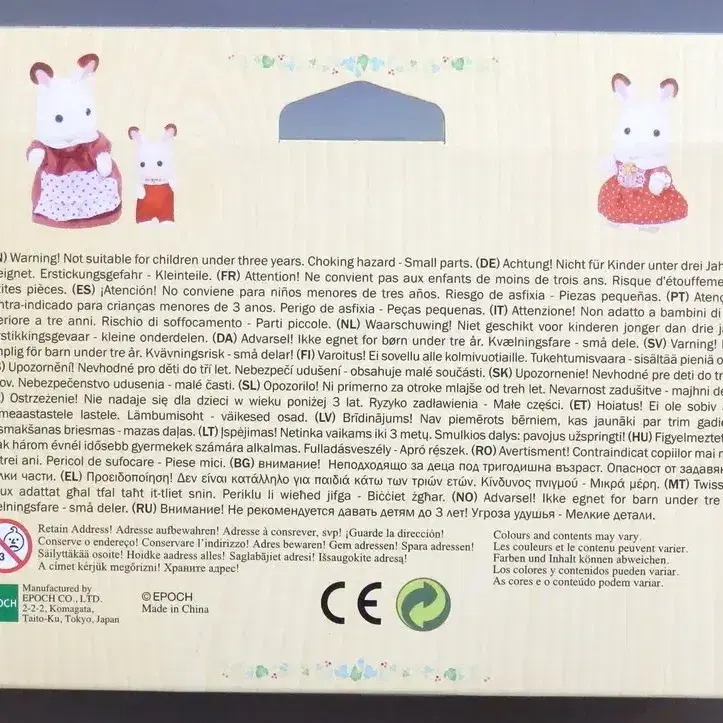 Warning! Not suitable for children under three years. Choking hazard - Small parts. (DE) Achtung! Nicht für Kinder unter drei Jah
eignet. Erstickungsgefahr - Kleinteile. (FR) Attention! Ne convient pas aux enfants de moins de trois ans. Risque d'étouffeme
tites pièces. (ES) ¡Atención! No conviene para niños menores de tres años. Riesgo de asfixia - Piezas pequeñas. (PT) Aten
ntra-indicado para crianças menores de 3 anos. Perigo de asfixia - Peças pequenas. (IT) Attenzione! Non adatto a bambini di
eriore a tre anni. Rischio di soffocamento - Parti piccole. (NL) Waarschuwing! Niet geschikt voor kinderen jonger dan drie j
rstikkingsgevaar - kleine onderdelen. (DA) Advarsel! Ikke egnet for børn under tre år. Kvælningsfare - små dele. (SV) Varning!
mplig för barn under tre år. Kvävningsrisk - små delar! (FI) Varoitus! Ei sovellu alle kolmivuotiaille. Tukehtumisvaara - sisältää pieniä o
Upozornění! Nevhodné pro děti do tří let. Nebezpečí udušení - obsahuje malé součásti. (SK) Upozornenie! Nevhodné pre deti do tr
ov. Nebezpečenstvo udusenia - malé časti. (SL) Opozorilo! Ni primerno za otroke mlajše od treh let. Nevarnost zadušitve - majhni de
Ostrzeżenie! Nie nadaje się dla dzieci w wieku poniżej 3 lat. Ryzyko zadławienia - Małe części. (ET) Hoiatus! Ei ole sobiv
meaastastele lastele. Lämbumisoht - väikesed osad. (LV) Brīdinājums! Nav piemērots bērniem, kas jaunāki par trim gadie
smakšanas briesmas - mazas daļas. (LT) Įspėjimas! Netinka vaikams iki 3 metų. Smulkios dalys: pavojus užspringti! (HU) Figyelmeztet
ak három évnél idősebb gyermekek számára alkalmas. Fulladásveszély - Apró részek. (RO) Avertisment! Contraindicat copiilor mai m
trei ani. Pericol de sufocare - Piese mici. (BG) внимание! Неподходящо за деца под тригодишна възраст. Опасност от задавя
лки части. (EL) Προειδοποίηση! Δεν είναι κατάλληλο για παιδιά κάτω των τριών ετών. Κίνδυνος πνιγμού - Μικρά μέρη. (MT) Twiss
ux adattat għal tfal taħt it-tliet snin. Periklu li wieħed jifga - Biċċiet żgħar. (NO) Advarsel! Ikke egnet for barn under tre
elningsfare - små deler. (RU) Внимание! Не рекомендуется давать детям до 3 лет! Угроза удушья - Мелкие детали.
3
Retain Address! Adresse aufbewahren! Adresse à consrever, svp! ¡Guarde la dirección!
Conserve o endereço! Conservare l'indirizzo! Adres bewaren! Gem adressen! Spara adressen!
Säilyttäkää osoite! Hoidke aadress alles! Saglabājiet adresi! Išsaugokite adresą!
A címet kérjük megőrizni! Храните адрес!
Colours and contents may vary.
Les couleurs et le contenu peuvent varier.
Farben und Inhalt können abweichen.
Los colores y contenidos pueden variar.
As cores e o conteúdo podem variar.
POCH
Manufactured by
EPOCH CO., LTD.
2-2-2, Komagata,
Taito-Ku, Tokyo, Japan
© EPOCH
Made in China
CE